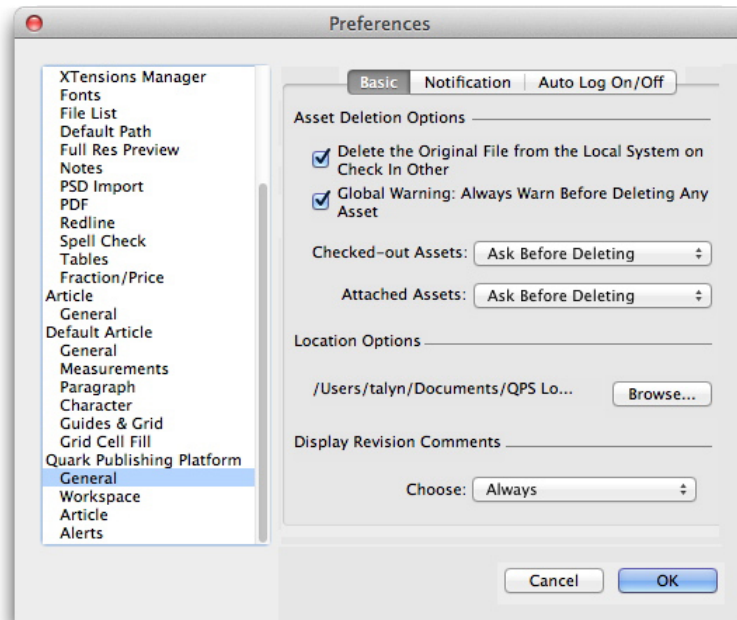 Preferences
XTensions Manager
Fonts
File List
Default Path
Full Res Preview
Notes
PSD Import
PDF
Redline
Spell Check
Tables
Fraction/Price
Article
General
Default Article
General
Measurements
Paragraph
Character
Guides & Grid
Grid Cell Fill
Quark Publishing Platform
General
Workspace
Article
Alerts
Basic Notification Auto Log On/Off
Asset Deletion Options
Delete the Original File from the Local System on
Check In Other
Global Warning: Always Warn Before Deleting Any
Asset
Checked-out Assets: Ask Before Deleting
Attached Assets: Ask Before Deleting
Location Options
/Users/talyn/Documents/QPS Lo... Browse...
Display Revision Comments
Choose: Always
Cancel OK